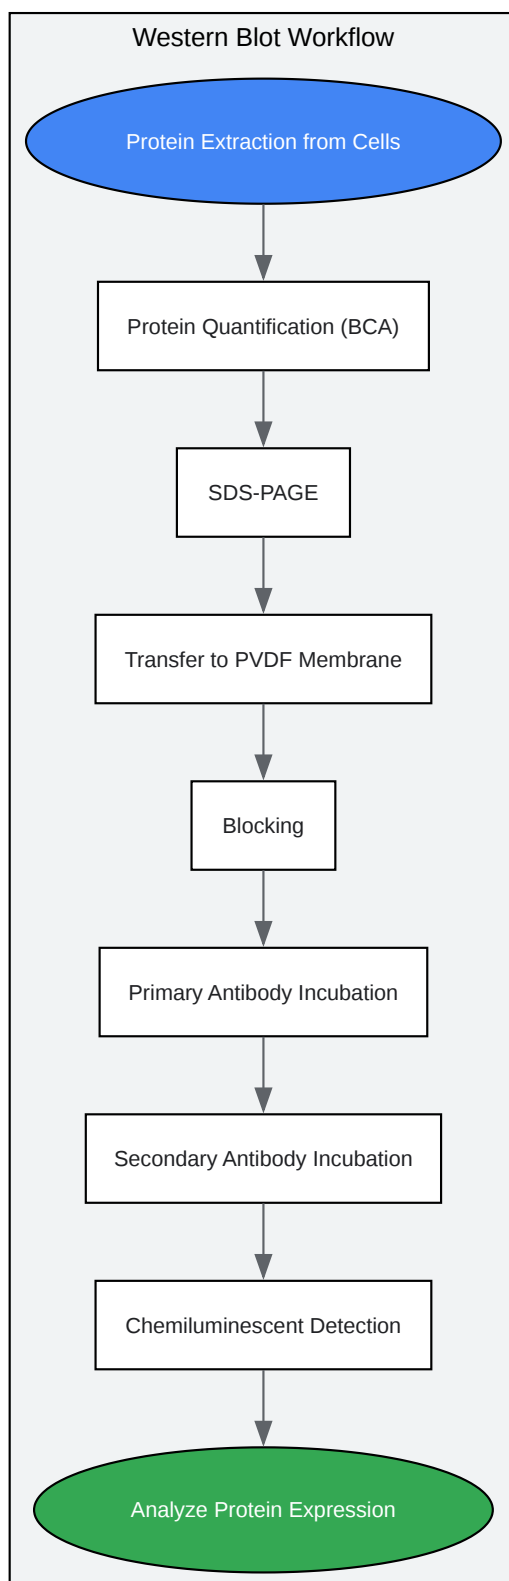 Western Blot Workflow
Protein Extraction from Cells
Protein Quantification (BCA)
SDS-PAGE
Transfer to PVDF Membrane
Blocking
Primary Antibody Incubation
Secondary Antibody Incubation
Chemiluminescent Detection
Analyze Protein Expression